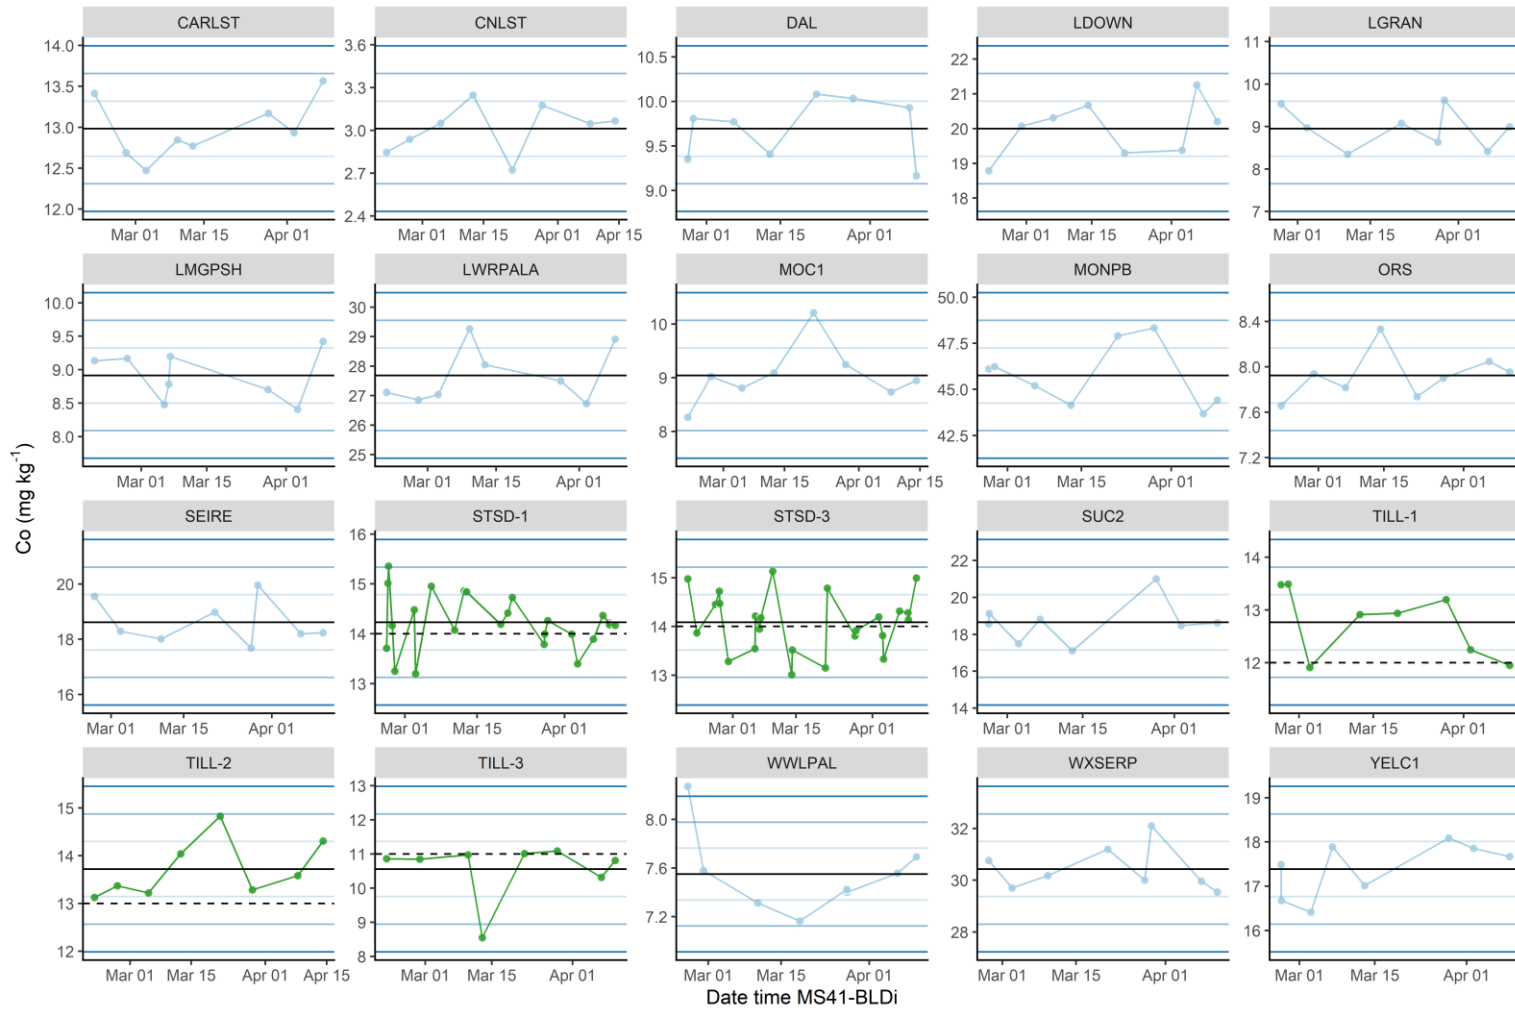 CARLST CNLST DAL LDOWN LGRAN
14.0 13.5 13.0 12.5 12.0
3.6 3.3 3.0 2.7 2.4
10.5 10.0 9.5 9.0
22 21 20 19 18
11 10 9 8 7
Mar 01 Mar 15 Apr 01
Mar 01 Mar 15 Apr 01 Apr 15
Mar 01 Mar 15 Apr 01
Mar 01 Mar 15 Apr 01
Mar 01 Mar 15 Apr 01
LMGPSH LWRPALA MOC1 MONPB ORS
10.0 9.5 9.0 8.5 8.0
30 29 28 27 26 25
10 9 8
50.0 47.5 45.0 42.5
8.4 8.0 7.6 7.2
Mar 01 Mar 15 Apr 01
Mar 01 Mar 15 Apr 01
Mar 01 Mar 15 Apr 01 Apr 15
Mar 01 Mar 15 Apr 01
Mar 01 Mar 15 Apr 01
Co (mg kg⁻¹)
SEIRE STSD-1 STSD-3 SUC2 TILL-1
20 18 16
16 15 14 13
15 14 13
22 20 18 16 14
14 13 12
Mar 01 Mar 15 Apr 01
Mar 01 Mar 15 Apr 01
Mar 01 Mar 15 Apr 01
Mar 01 Mar 15 Apr 01
Mar 01 Mar 15 Apr 01
TILL-2 TILL-3 WWLPAL WXSERP YELC1
15 14 13 12
13 12 11 10 9 8
8.0 7.6 7.2
32 30 28
19 18 17 16
Mar 01 Mar 15 Apr 01 Apr 15
Mar 01 Mar 15 Apr 01
Mar 01 Mar 15 Apr 01
Mar 01 Mar 15 Apr 01
Mar 01 Mar 15 Apr 01
Date time MS41-BLDi